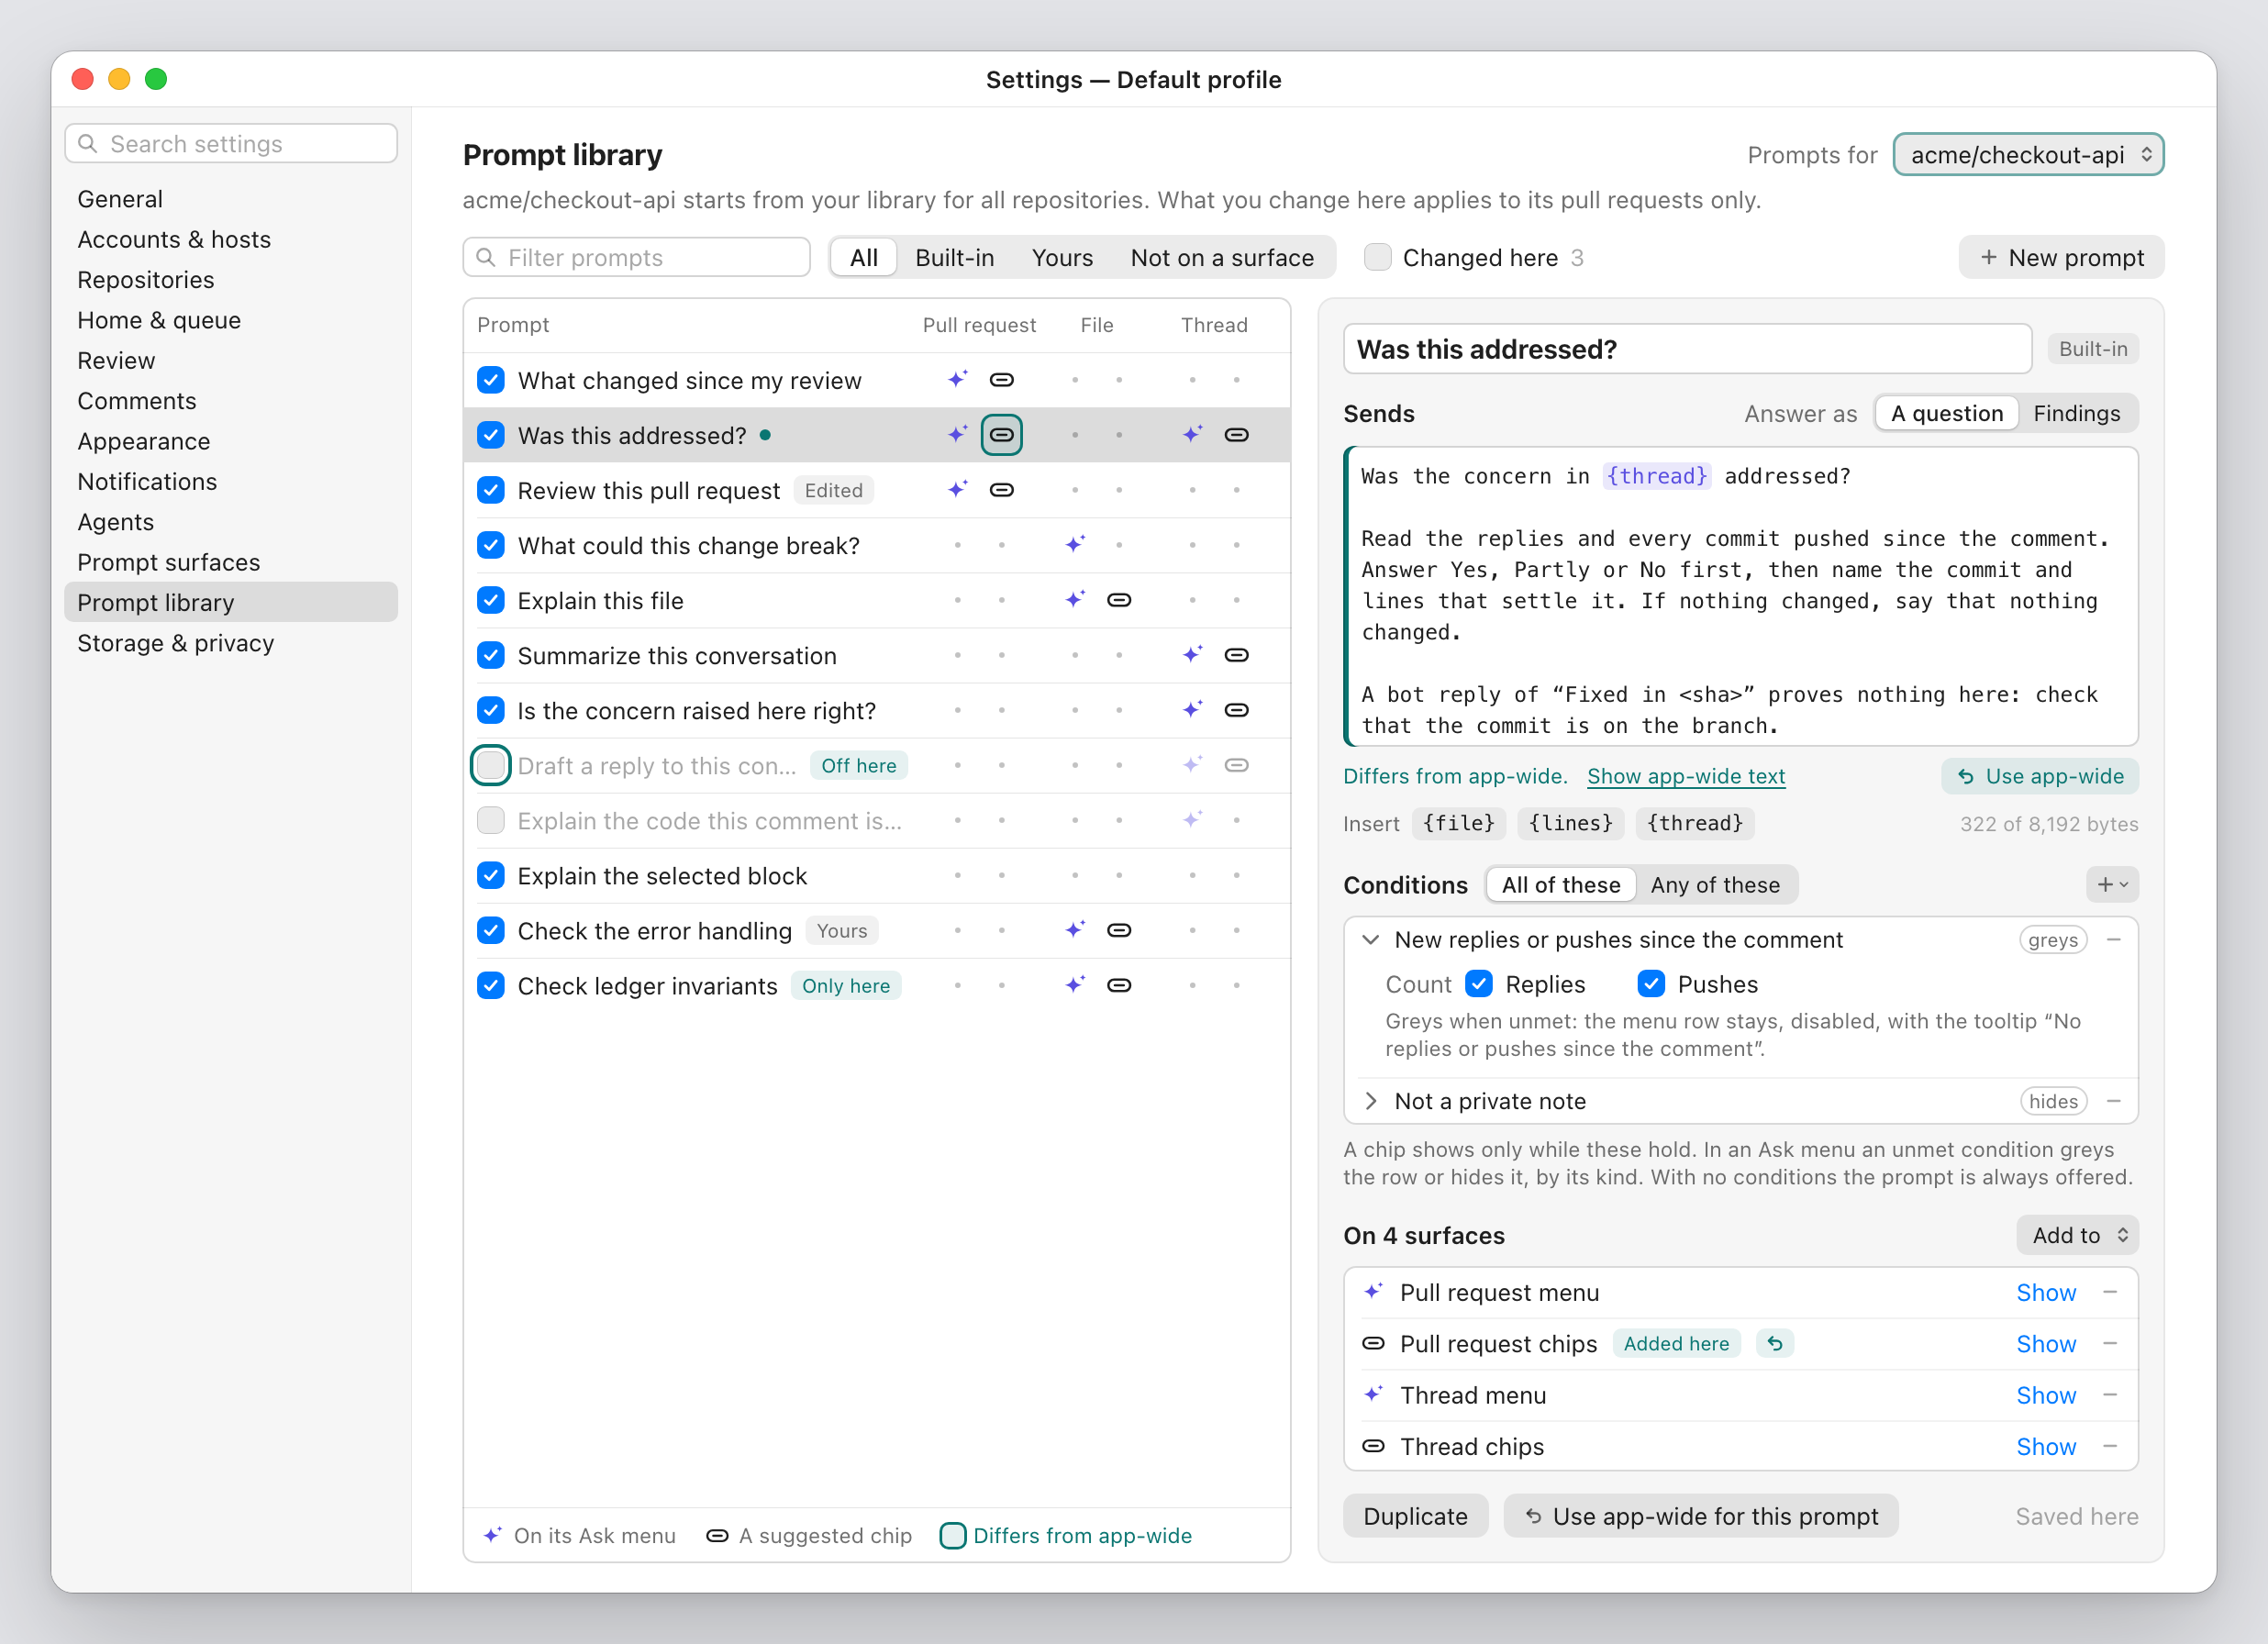 Settings — Default profile
Search settings
General
Accounts & hosts
Repositories
Home & queue
Review
Comments
Appearance
Notifications
Agents
Prompt surfaces
Prompt library
Storage & privacy
Prompt library
Prompts for acme/checkout-api
acme/checkout-api starts from your library for all repositories. What you change here applies to its pull requests only.
Filter prompts All Built-in Yours Not on a surface Changed here 3 + New prompt
Prompt Pull request File Thread
What changed since my review
Was this addressed?
Review this pull request Edited
What could this change break?
Explain this file
Summarize this conversation
Is the concern raised here right?
Draft a reply to this con... Off here
Explain the code this comment is...
Explain the selected block
Check the error handling Yours
Check ledger invariants Only here
On its Ask menu A suggested chip Differs from app-wide
Was this addressed? Built-in
Sends Answer as A question Findings
Was the concern in {thread} addressed?
Read the replies and every commit pushed since the comment.
Answer Yes, Partly or No first, then name the commit and
lines that settle it. If nothing changed, say that nothing
changed.
A bot reply of “Fixed in <sha>” proves nothing here: check
that the commit is on the branch.
Differs from app-wide. Show app-wide text Use app-wide
Insert {file} {lines} {thread} 322 of 8,192 bytes
Conditions All of these Any of these
New replies or pushes since the comment greys
Count Replies Pushes
Greys when unmet: the menu row stays, disabled, with the tooltip “No
replies or pushes since the comment”.
Not a private note hides
A chip shows only while these hold. In an Ask menu an unmet condition greys
the row or hides it, by its kind. With no conditions the prompt is always offered.
On 4 surfaces Add to
Pull request menu Show
Pull request chips Added here Show
Thread menu Show
Thread chips Show
Duplicate Use app-wide for this prompt Saved here